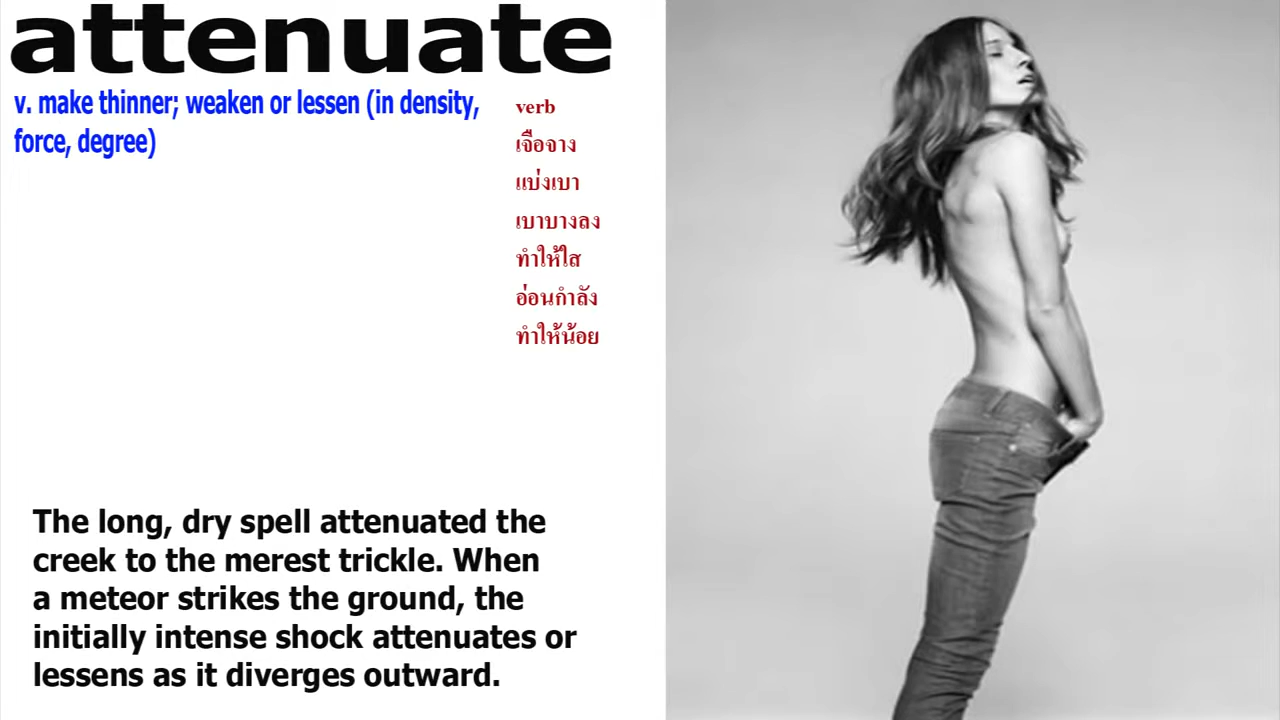 attenuate
v. make thinner; weaken or lessen (in density,
force, degree)
verb
เจือจาง
แบ่งเบา
เบาบางลง
ทำให้ใส
อ่อนกำลัง
ทำให้น้อย
The long, dry spell attenuated the
creek to the merest trickle. When
a meteor strikes the ground, the
initially intense shock attenuates or
lessens as it diverges outward.